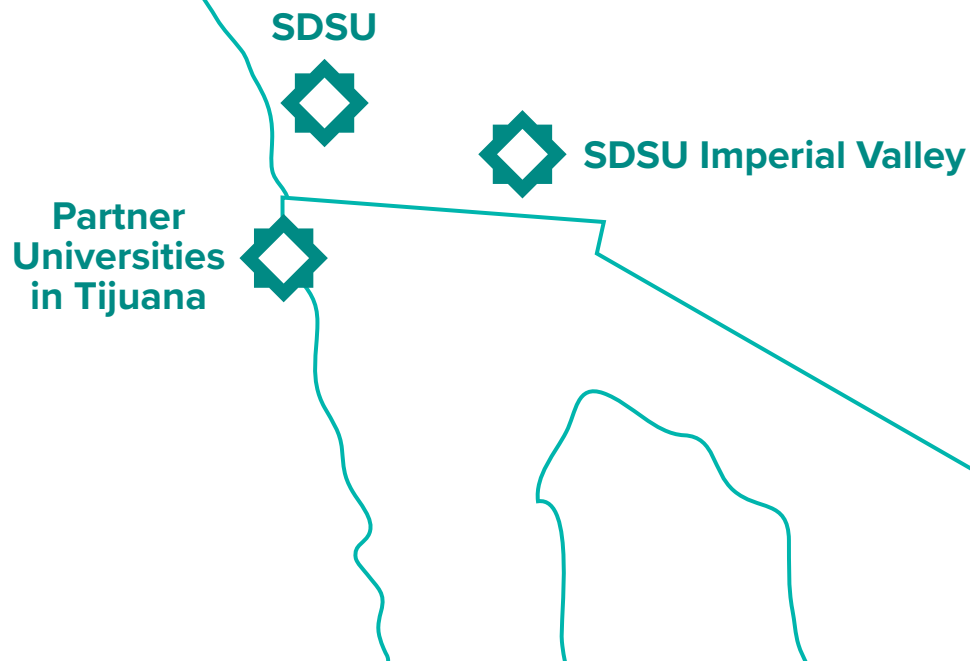 SDSU
SDSU Imperial Valley
Partner
Universities
in Tijuana